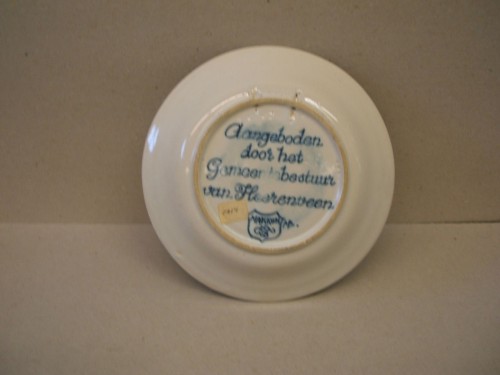 Aangeboden
door het
Gemeentebestuur
van Heerenveen